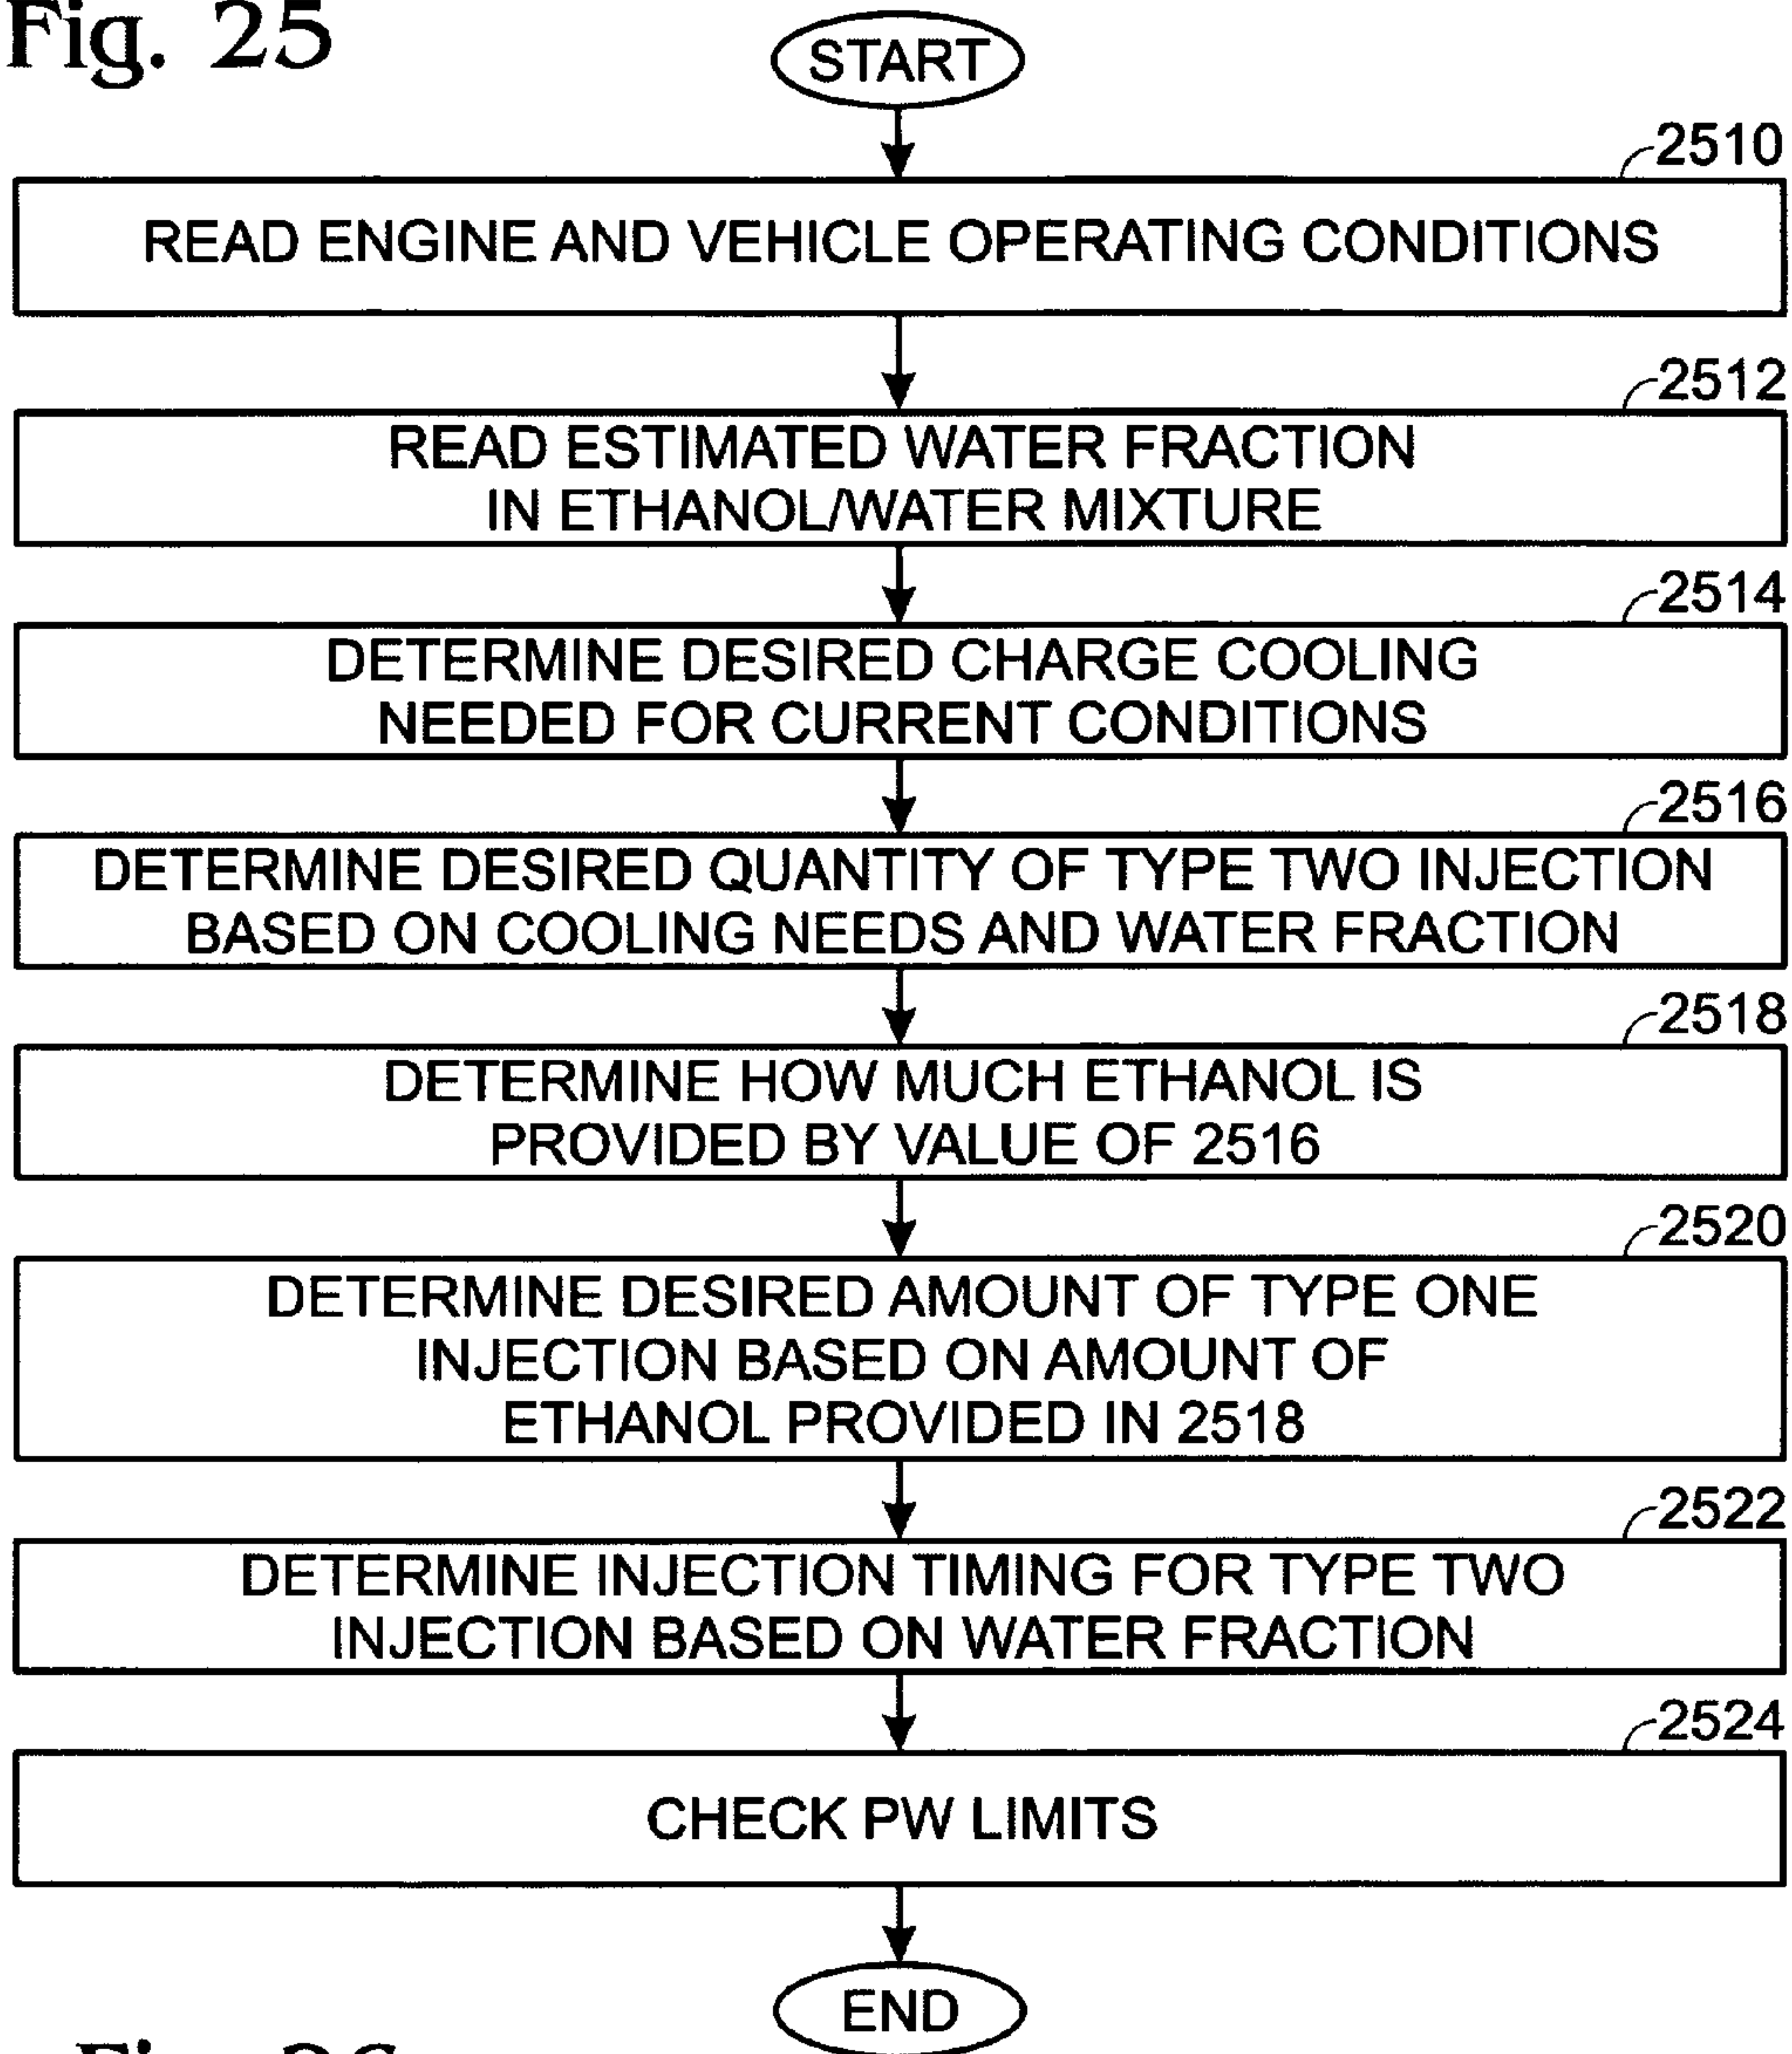 Fig. 25
START
2510
READ ENGINE AND VEHICLE OPERATING CONDITIONS
2512
READ ESTIMATED WATER FRACTION
IN ETHANOL/WATER MIXTURE
2514
DETERMINE DESIRED CHARGE COOLING
NEEDED FOR CURRENT CONDITIONS
2516
DETERMINE DESIRED QUANTITY OF TYPE TWO INJECTION
BASED ON COOLING NEEDS AND WATER FRACTION
2518
DETERMINE HOW MUCH ETHANOL IS
PROVIDED BY VALUE OF 2516
2520
DETERMINE DESIRED AMOUNT OF TYPE ONE
INJECTION BASED ON AMOUNT OF
ETHANOL PROVIDED IN 2518
2522
DETERMINE INJECTION TIMING FOR TYPE TWO
INJECTION BASED ON WATER FRACTION
2524
CHECK PW LIMITS
END